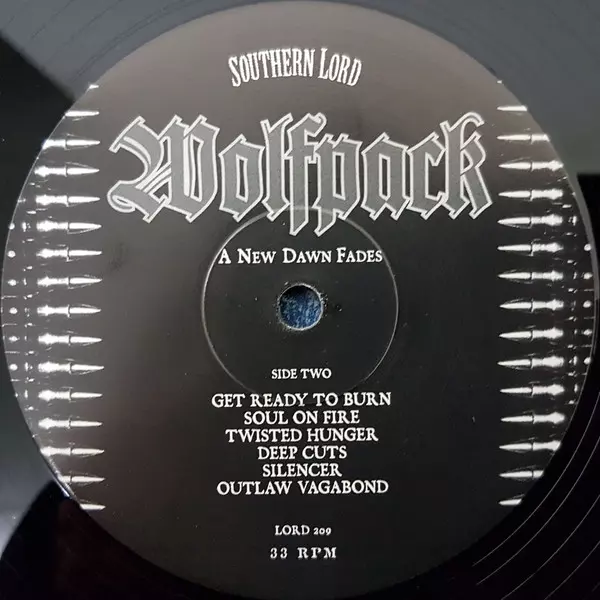 SOUTHERN LORD
Wolfpack
A NEW DAWN FADES
SIDE TWO
GET READY TO BURN
SOUL ON FIRE
TWISTED HUNGER
DEEP CUTS
SILENCER
OUTLAW VAGABOND
LORD 209
33 RPM